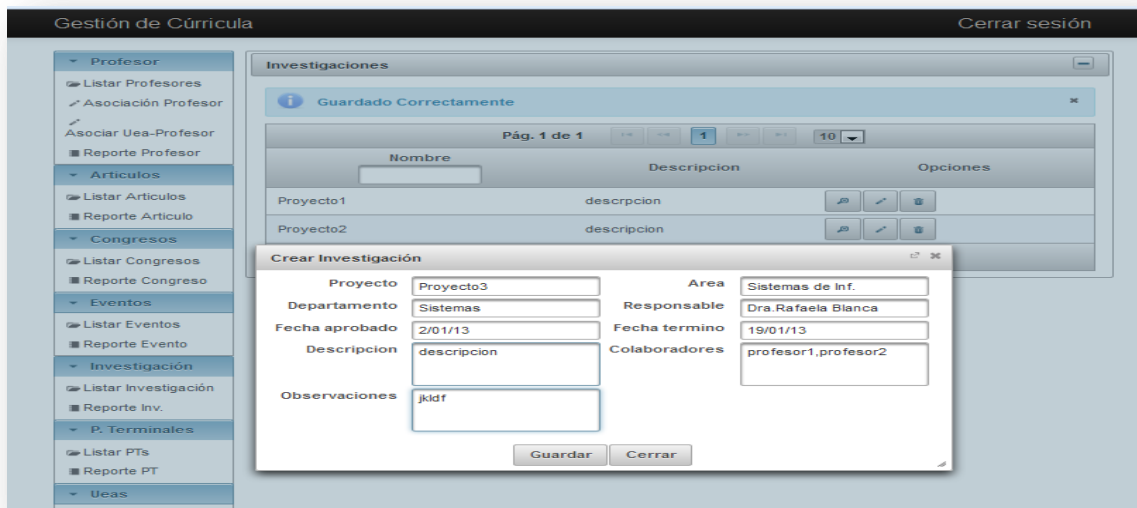 Gestión de Cúrricula
Cerrar sesión
Profesor
Listar Profesores
Asociación Profesor
Asociar Uea-Profesor
Reporte Profesor
Articulos
Listar Articulos
Reporte Articulo
Congresos
Listar Congresos
Reporte Congreso
Eventos
Listar Eventos
Reporte Evento
Investigación
Listar Investigación
Reporte Inv.
P. Terminales
Listar PTs
Reporte PT
Ueas
Investigaciones
Guardado Correctamente
Pág. 1 de 1 1 10
Nombre Descripcion Opciones
Proyecto1 descrpcion
Proyecto2 descripcion
Crear Investigación
Proyecto Proyecto3 Area Sistemas de Inf.
Departamento Sistemas Responsable Dra.Rafaela Blanca
Fecha aprobado 2/01/13 Fecha termino 19/01/13
Descripcion descripcion Colaboradores profesor1,profesor2
Observaciones jkldf
Guardar Cerrar